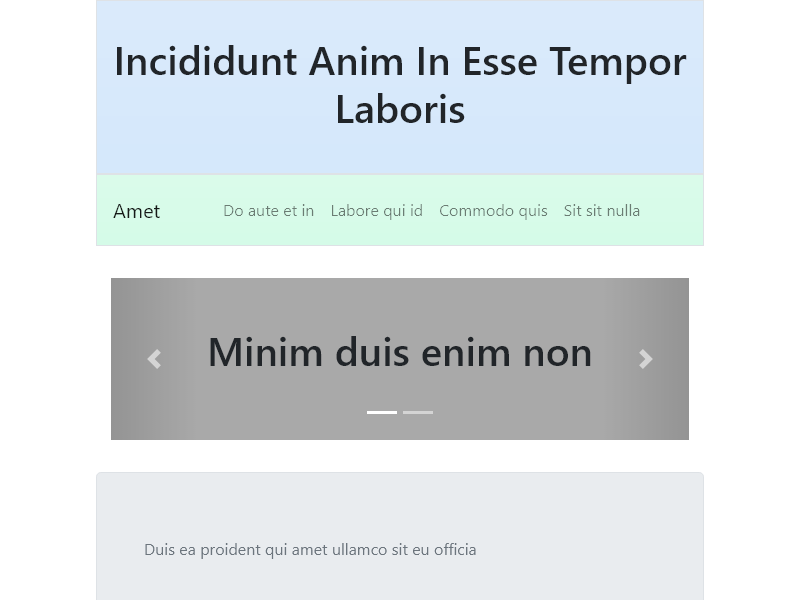 Incididunt Anim In Esse Tempor
Laboris
Amet Do aute et in Labore qui id Commodo quis Sit sit nulla
Minim duis enim non
Duis ea proident qui amet ullamco sit eu officia